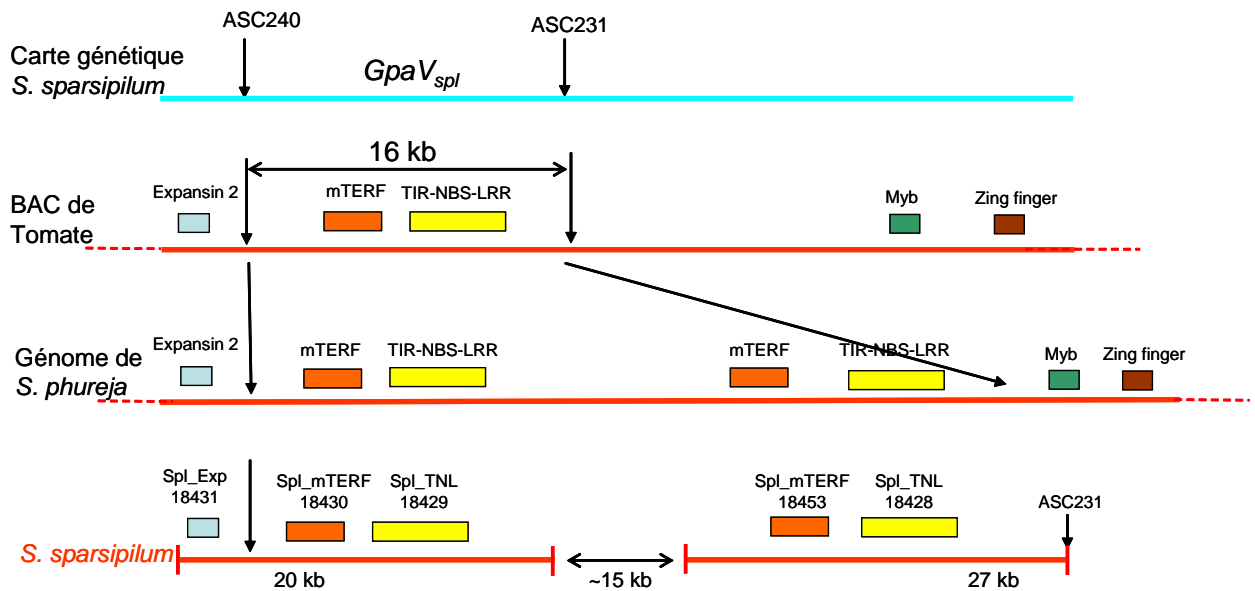 ASC240
ASC231
Carte génétique
S. sparsipilum
GpaVspl
16 kb
Expansin 2
mTERF
TIR-NBS-LRR
Myb
Zing finger
BAC de
Tomate
Expansin 2
mTERF
TIR-NBS-LRR
mTERF
TIR-NBS-LRR
Myb
Zing finger
Génome de
S. phureja
Spl_Exp
18431
Spl_mTERF
18430
Spl_TNL
18429
Spl_mTERF
18453
Spl_TNL
18428
ASC231
S. sparsipilum
20 kb
~15 kb
27 kb